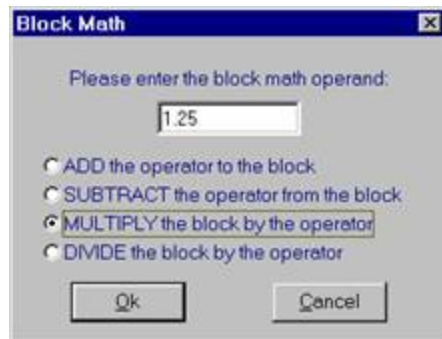 Block Math
Please enter the block math operand:
1.25
ADD the operator to the block
SUBTRACT the operator from the block
MULTIPLY the block by the operator
DIVIDE the block by the operator
Ok Cancel